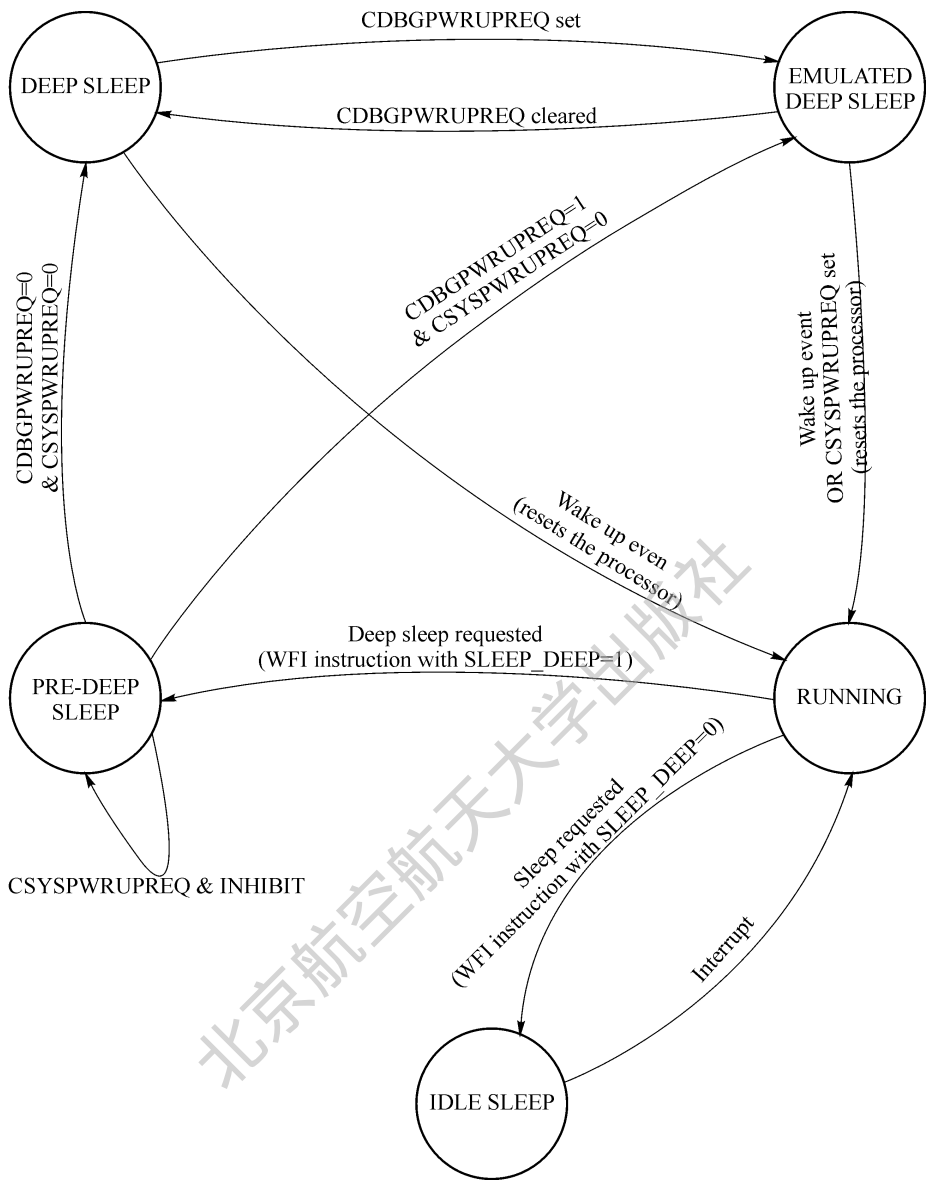 CDBGPWRUPREQ set
DEEP SLEEP
EMULATED
DEEP SLEEP
CDBGPWRUPREQ cleared
CDBGPWRUPREQ=1
& CSYSPWRUPREQ=0
CDBGPWRUPREQ=0
& CSYSPWRUPREQ=0
Wake up event
OR CSYSPWRUPREQ set
(resets the processor)
Wake up even
(resets the processor)
Deep sleep requested
(WFI instruction with SLEEP_DEEP=1)
PRE-DEEP
SLEEP
RUNNING
Sleep requested
(WFI instruction with SLEEP_DEEP=0)
CSYSPWRUPREQ & INHIBIT
Interrupt
IDLE SLEEP
北京航空航天大学出版社